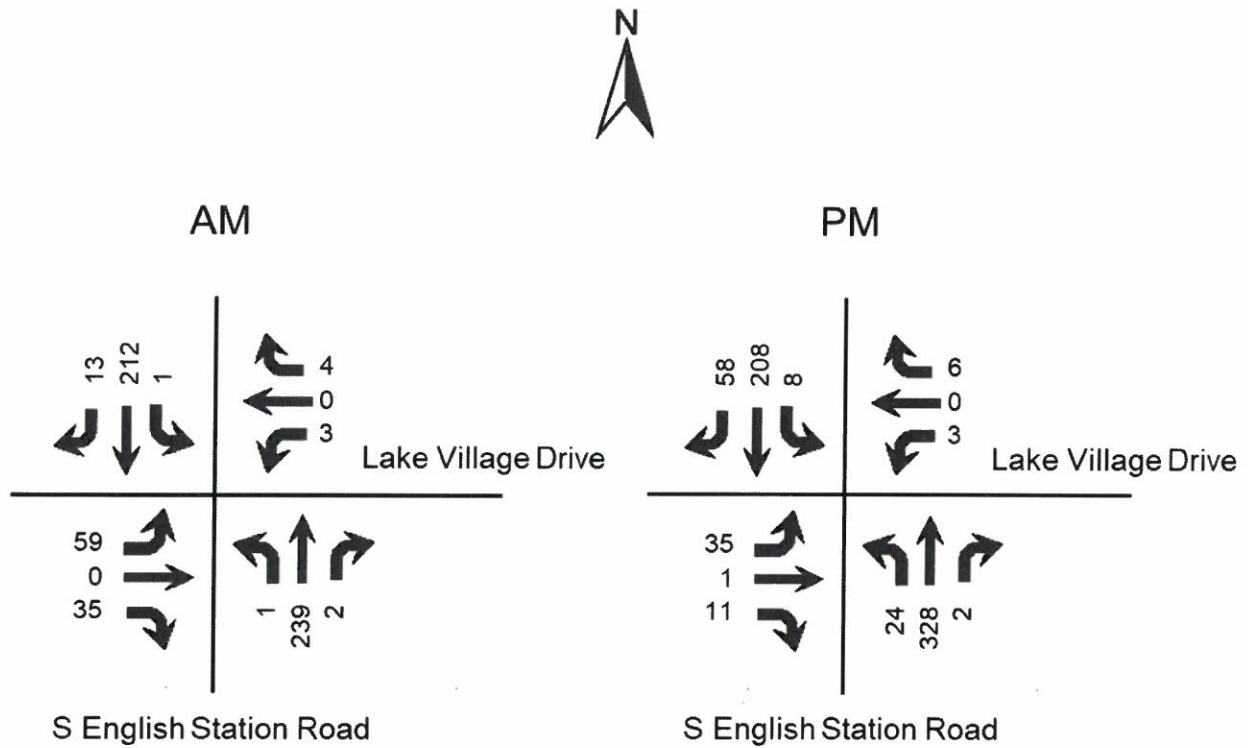 N
AM
13 212 1
4
0
3
Lake Village Drive
59
0
35
1 239 2
S English Station Road
PM
58 208 8
6
0
3
Lake Village Drive
35
1
11
24 328 2
S English Station Road